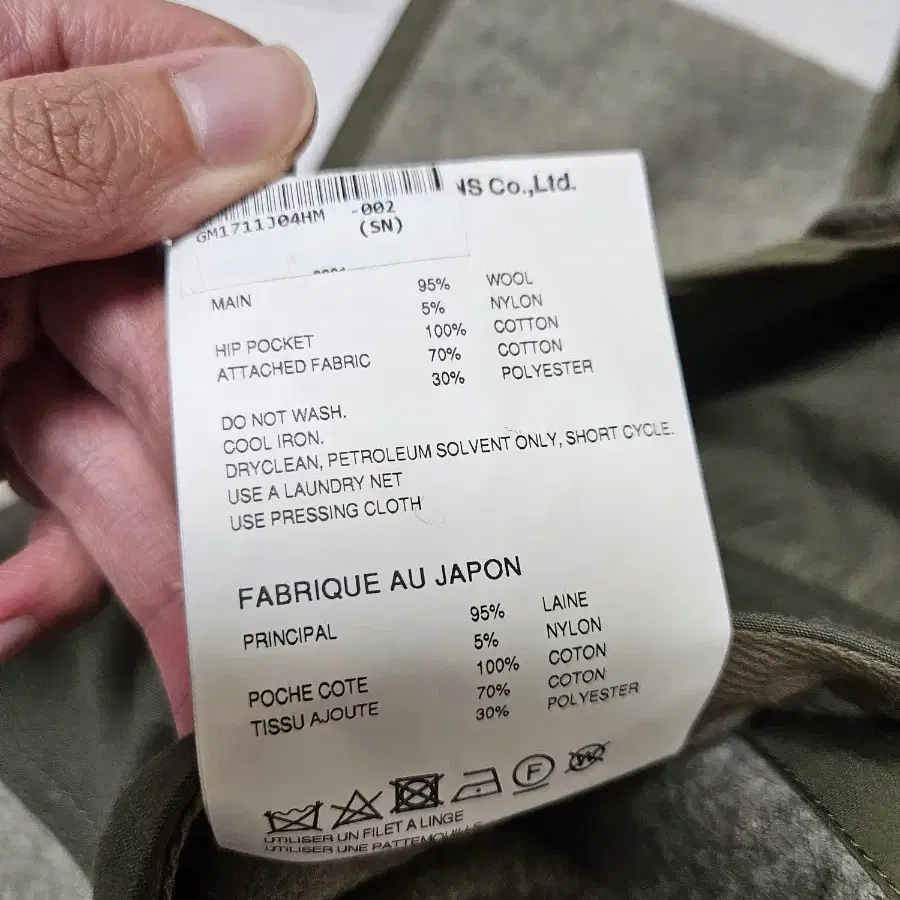 NS Co.,Ltd.
GM1711J04HM -002
(SN)
MAIN 95% WOOL
5% NYLON
HIP POCKET 100% COTTON
ATTACHED FABRIC 70% COTTON
30% POLYESTER
DO NOT WASH.
COOL IRON.
DRYCLEAN, PETROLEUM SOLVENT ONLY, SHORT CYCLE.
USE A LAUNDRY NET
USE PRESSING CLOTH
FABRIQUE AU JAPON
PRINCIPAL 95% LAINE
5% NYLON
POCHE COTE 100% COTON
TISSU AJOUTE 70% COTON
30% POLYESTER
F
W
UTILISER UN FILET A LINGE
UTILISER UNE PATTEMOUILLE